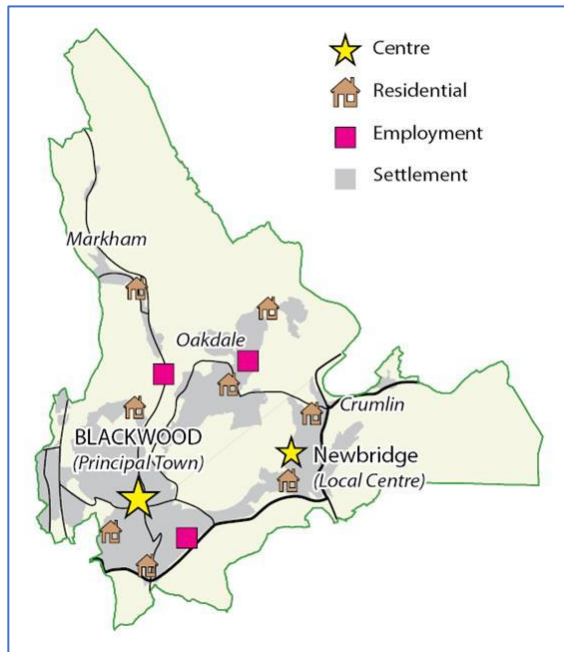 Centre
Residential
Employment
Settlement
Markham
Oakdale
Crumlin
BLACKWOOD
(Principal Town)
Newbridge
(Local Centre)